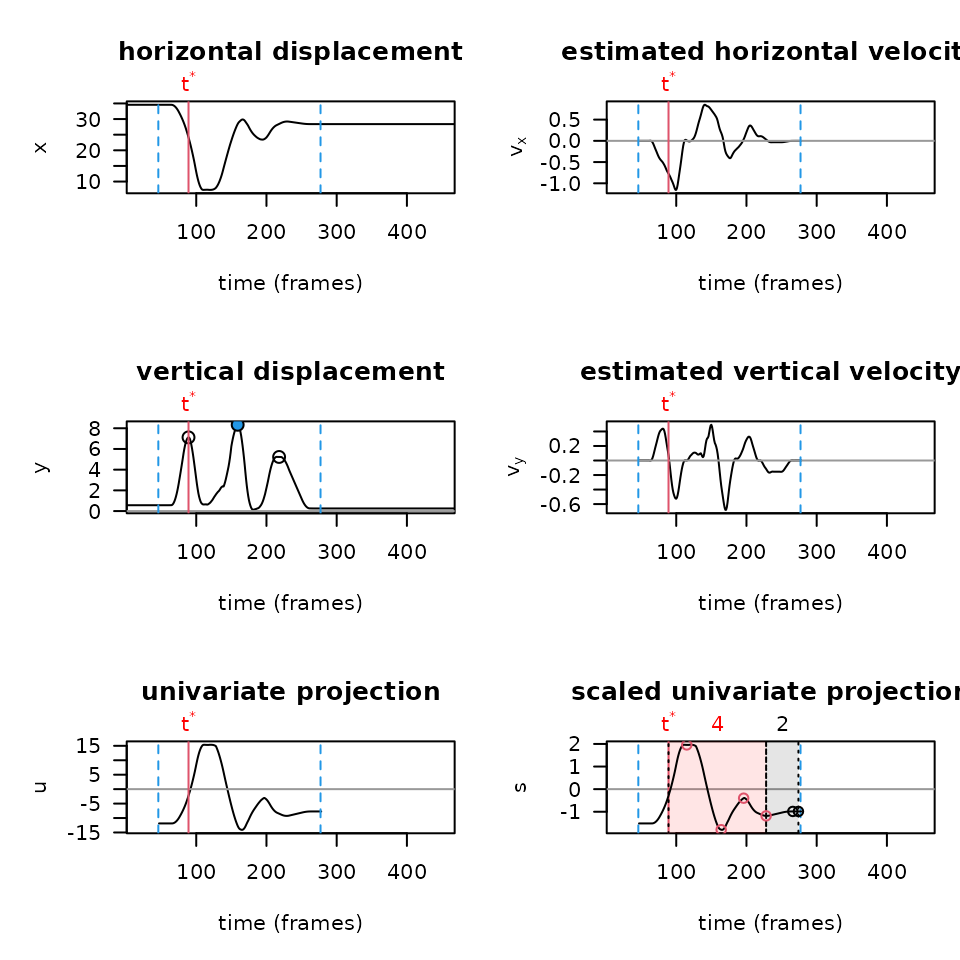 horizontal displacement
t*
x
30
20
10
100 200 300 400
time (frames)
estimated horizontal velocit
t*
vx
0.5
0.0
-0.5
-1.0
100 200 300 400
time (frames)
vertical displacement
t*
y
8
6
4
2
0
100 200 300 400
time (frames)
estimated vertical velocity
t*
vy
0.2
-0.2
-0.6
100 200 300 400
time (frames)
univariate projection
t*
u
15
5
-5
-15
100 200 300 400
time (frames)
scaled univariate projection
t* 4 2
s
2
1
0
-1
100 200 300 400
time (frames)